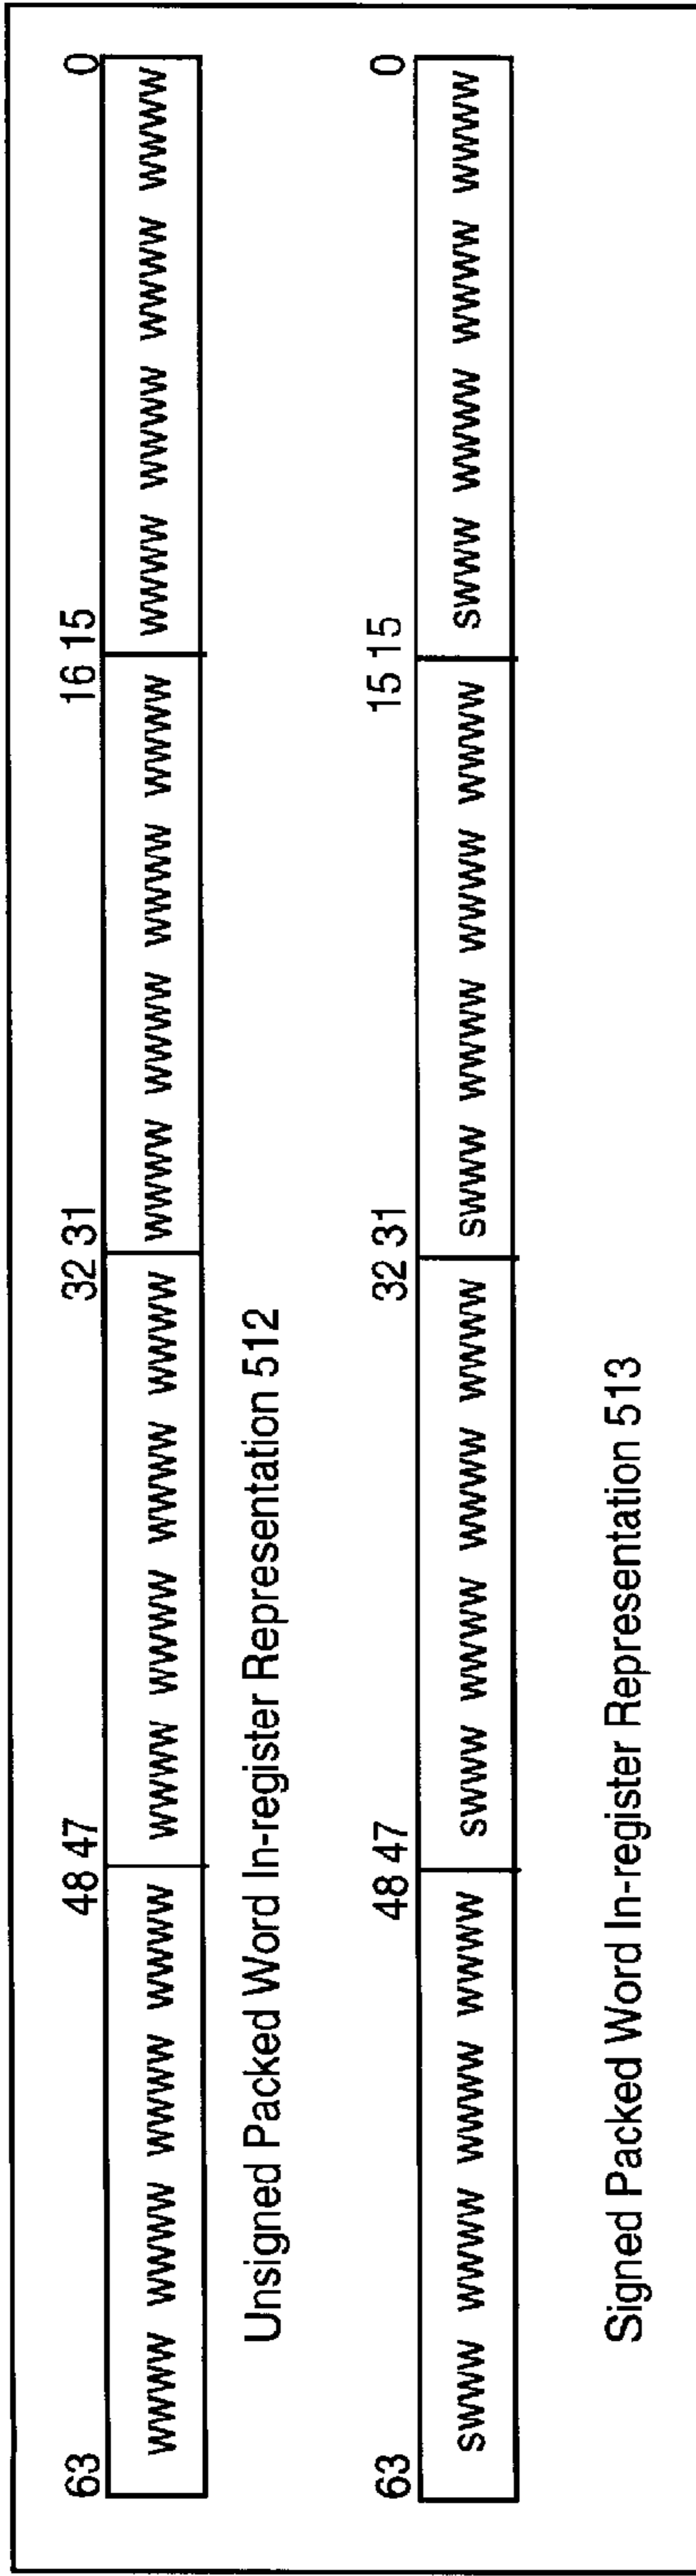 63 48 47 32 31 16 15 0
wwww wwww wwww wwww wwww wwww wwww wwww wwww wwww wwww wwww wwww wwww wwww wwww
Unsigned Packed Word In-register Representation 512
63 48 47 32 31 15 15 0
swww wwww wwww wwww swww wwww wwww wwww swww wwww wwww wwww swww wwww wwww wwww
Signed Packed Word In-register Representation 513